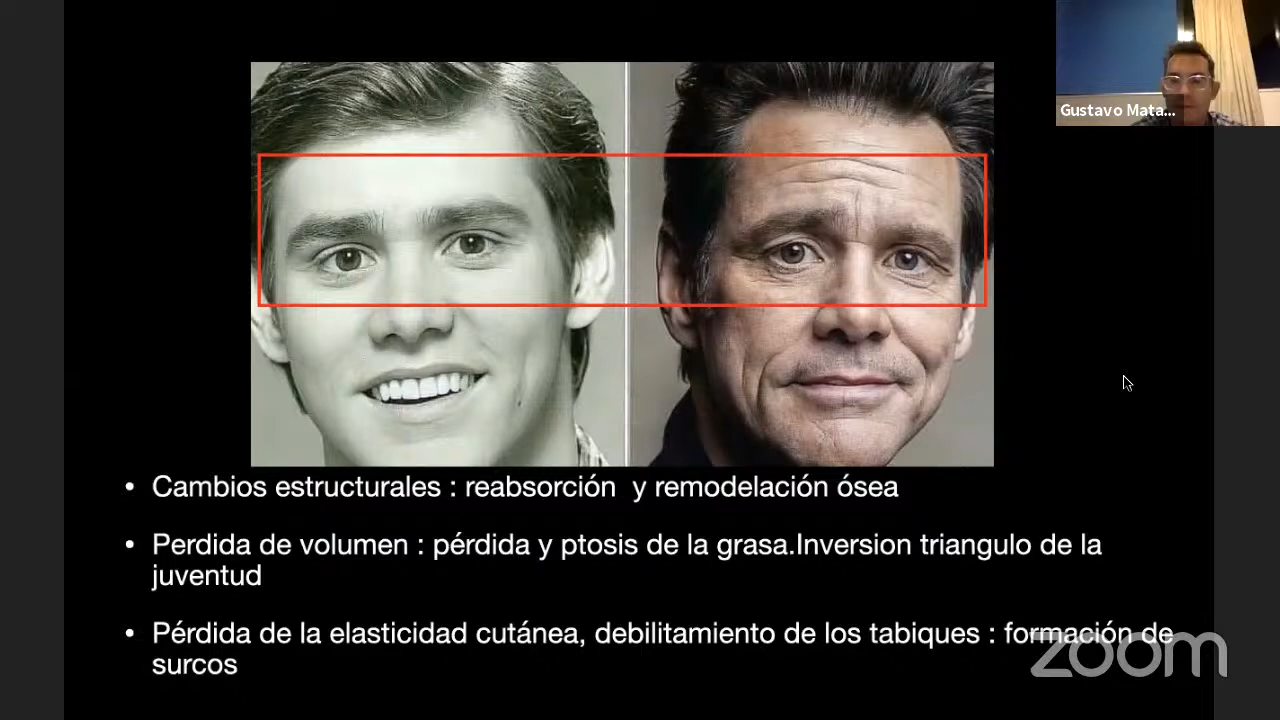 Gustavo Mata...
• Cambios estructurales : reabsorción  y remodelación ósea
• Perdida de volumen : pérdida y ptosis de la grasa.Inversion triangulo de la
juventud
• Pérdida de la elasticidad cutánea, debilitamiento de los tabiques : formación de
surcos
zoom